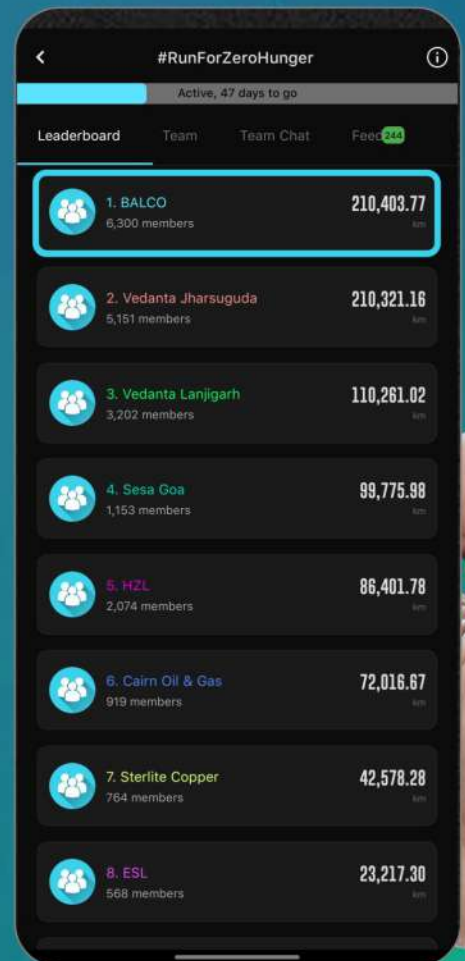 #RunForZeroHunger
Active, 47 days to go
Leaderboard Team Team Chat Feed 244
1. BALCO 210,403.77
6,300 members km
2. Vedanta Jharsuguda 210,321.16
5,151 members km
3. Vedanta Lanjigarh 110,261.02
3,202 members km
4. Sesa Goa 99,775.98
1,153 members km
5. HZL 86,401.78
2,074 members km
6. Cairn Oil & Gas 72,016.67
919 members km
7. Sterlite Copper 42,578.28
764 members km
8. ESL 23,217.30
568 members km